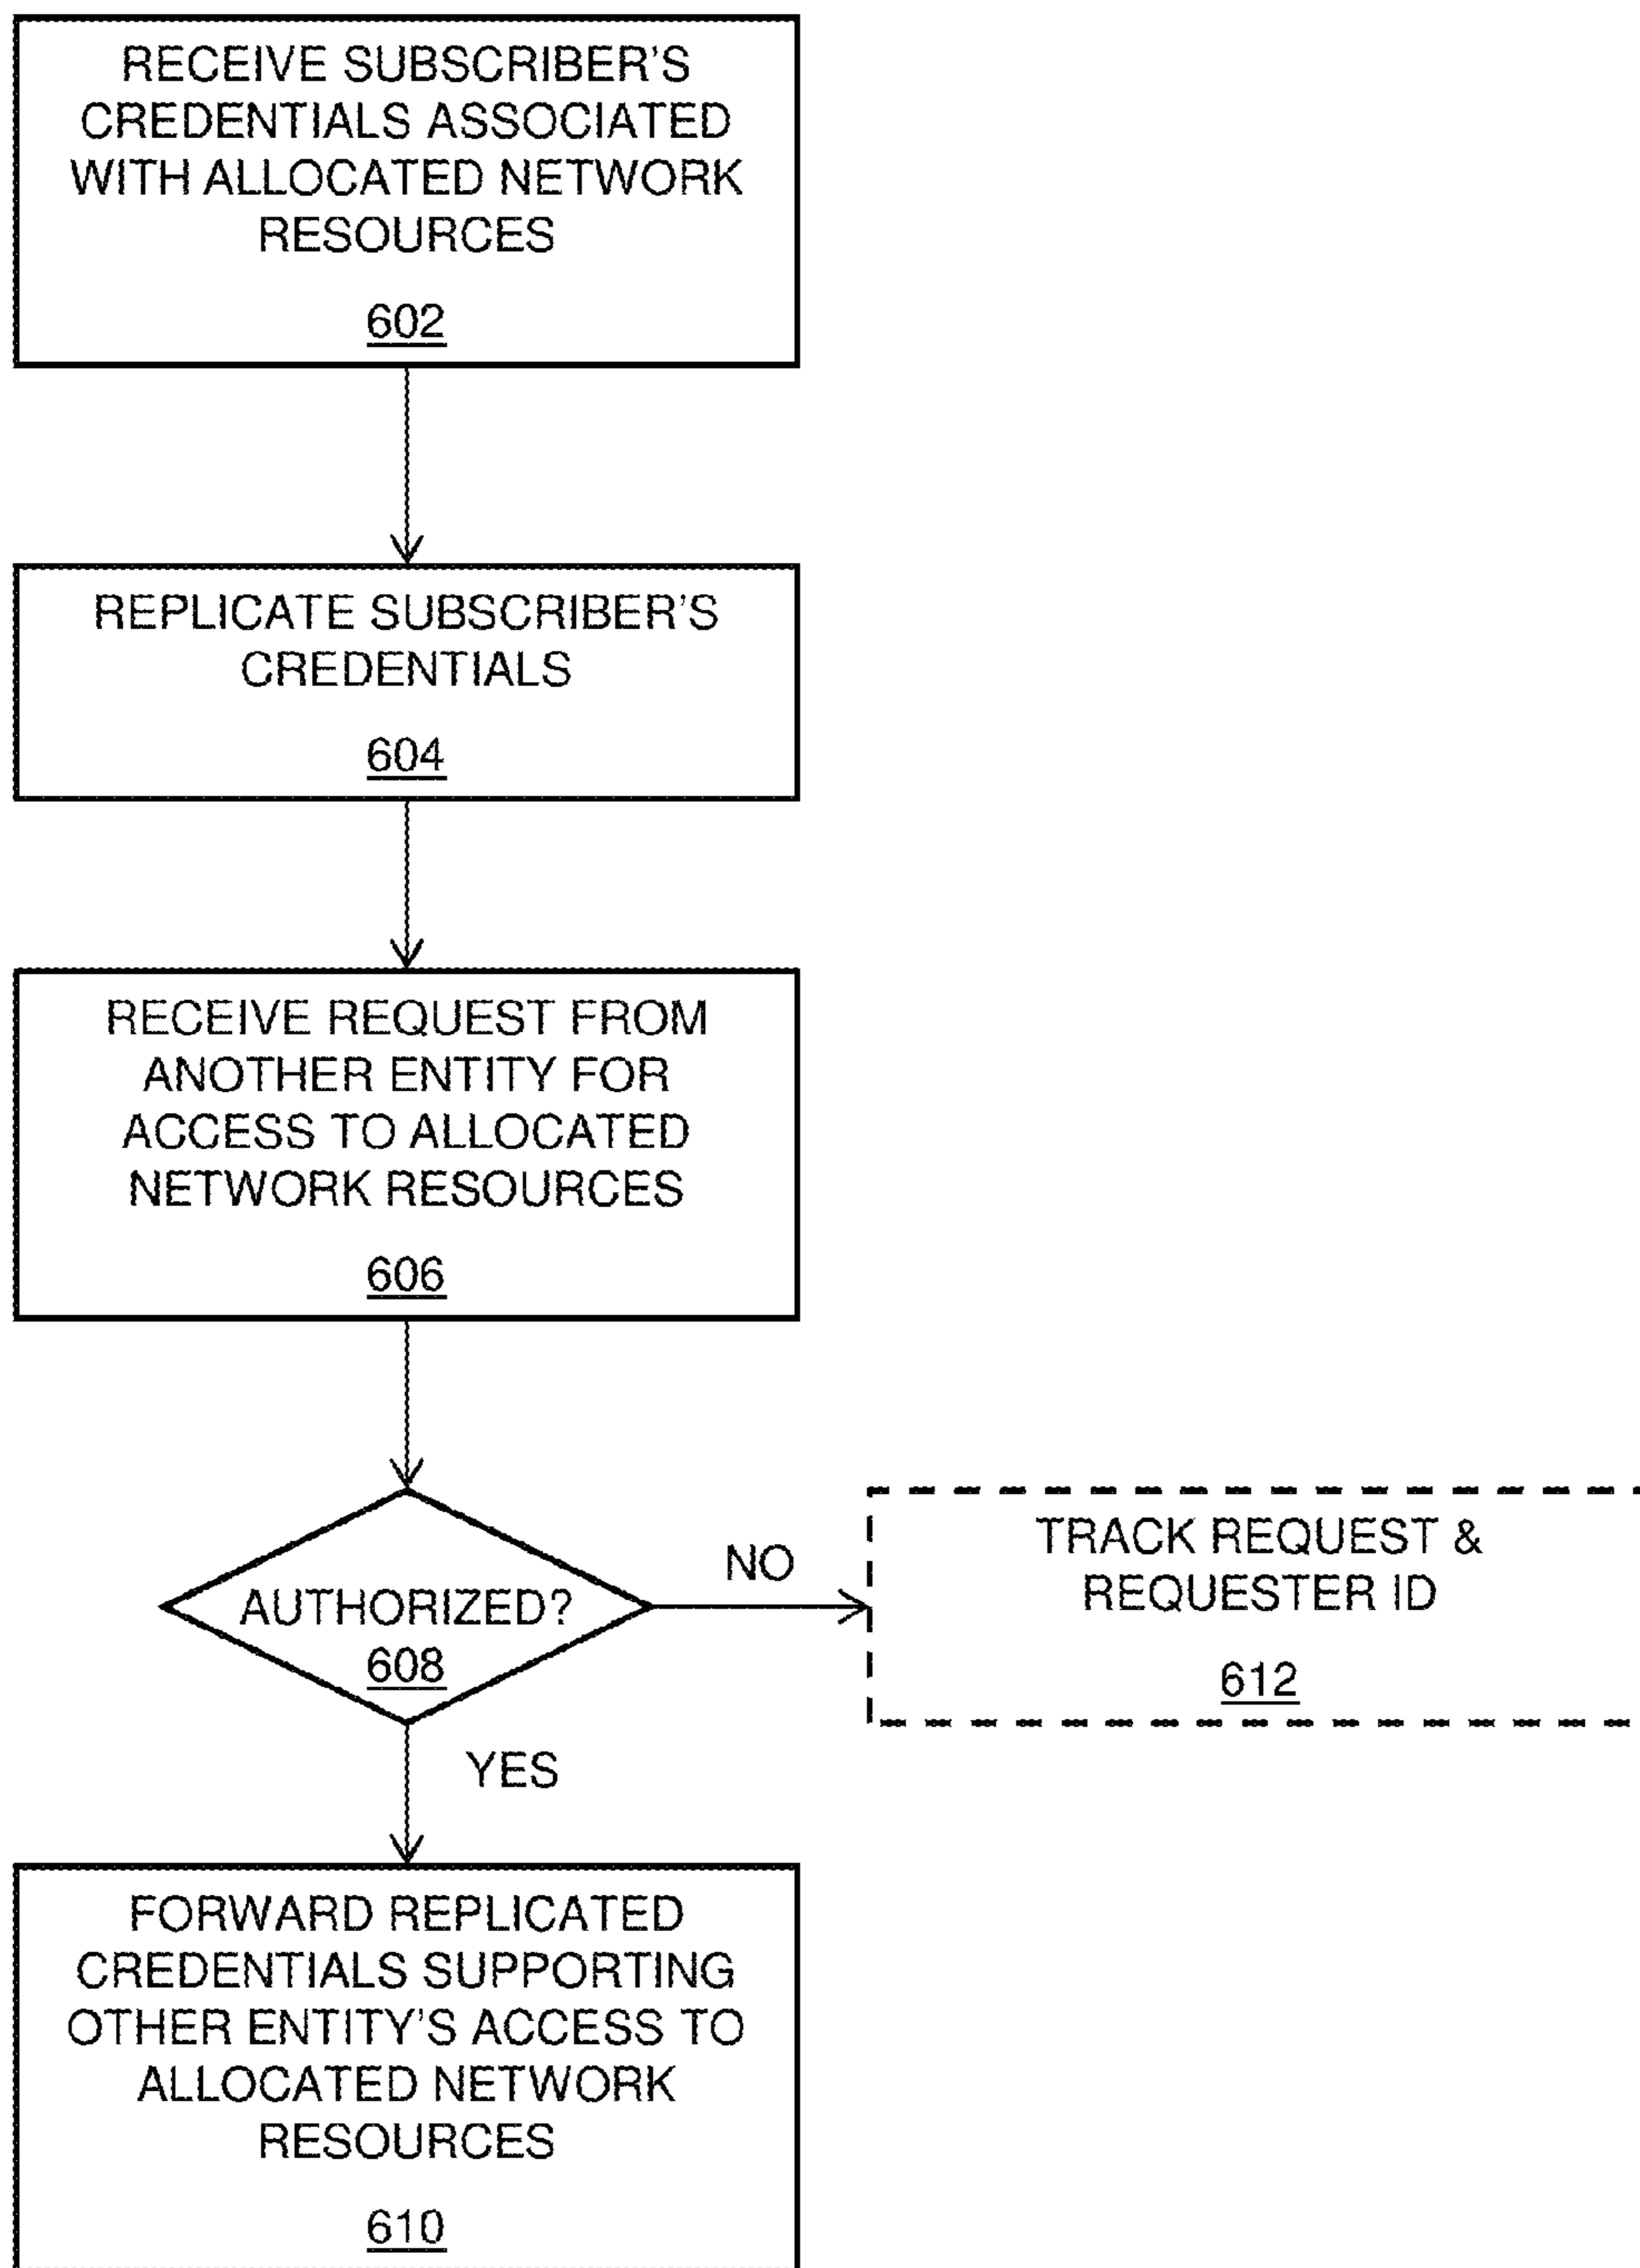 RECEIVE SUBSCRIBER'S
CREDENTIALS ASSOCIATED
WITH ALLOCATED NETWORK
RESOURCES
602
REPLICATE SUBSCRIBER'S
CREDENTIALS
604
RECEIVE REQUEST FROM
ANOTHER ENTITY FOR
ACCESS TO ALLOCATED
NETWORK RESOURCES
606
AUTHORIZED?
608
NO
TRACK REQUEST &
REQUESTER ID
612
YES
FORWARD REPLICATED
CREDENTIALS SUPPORTING
OTHER ENTITY'S ACCESS TO
ALLOCATED NETWORK
RESOURCES
610